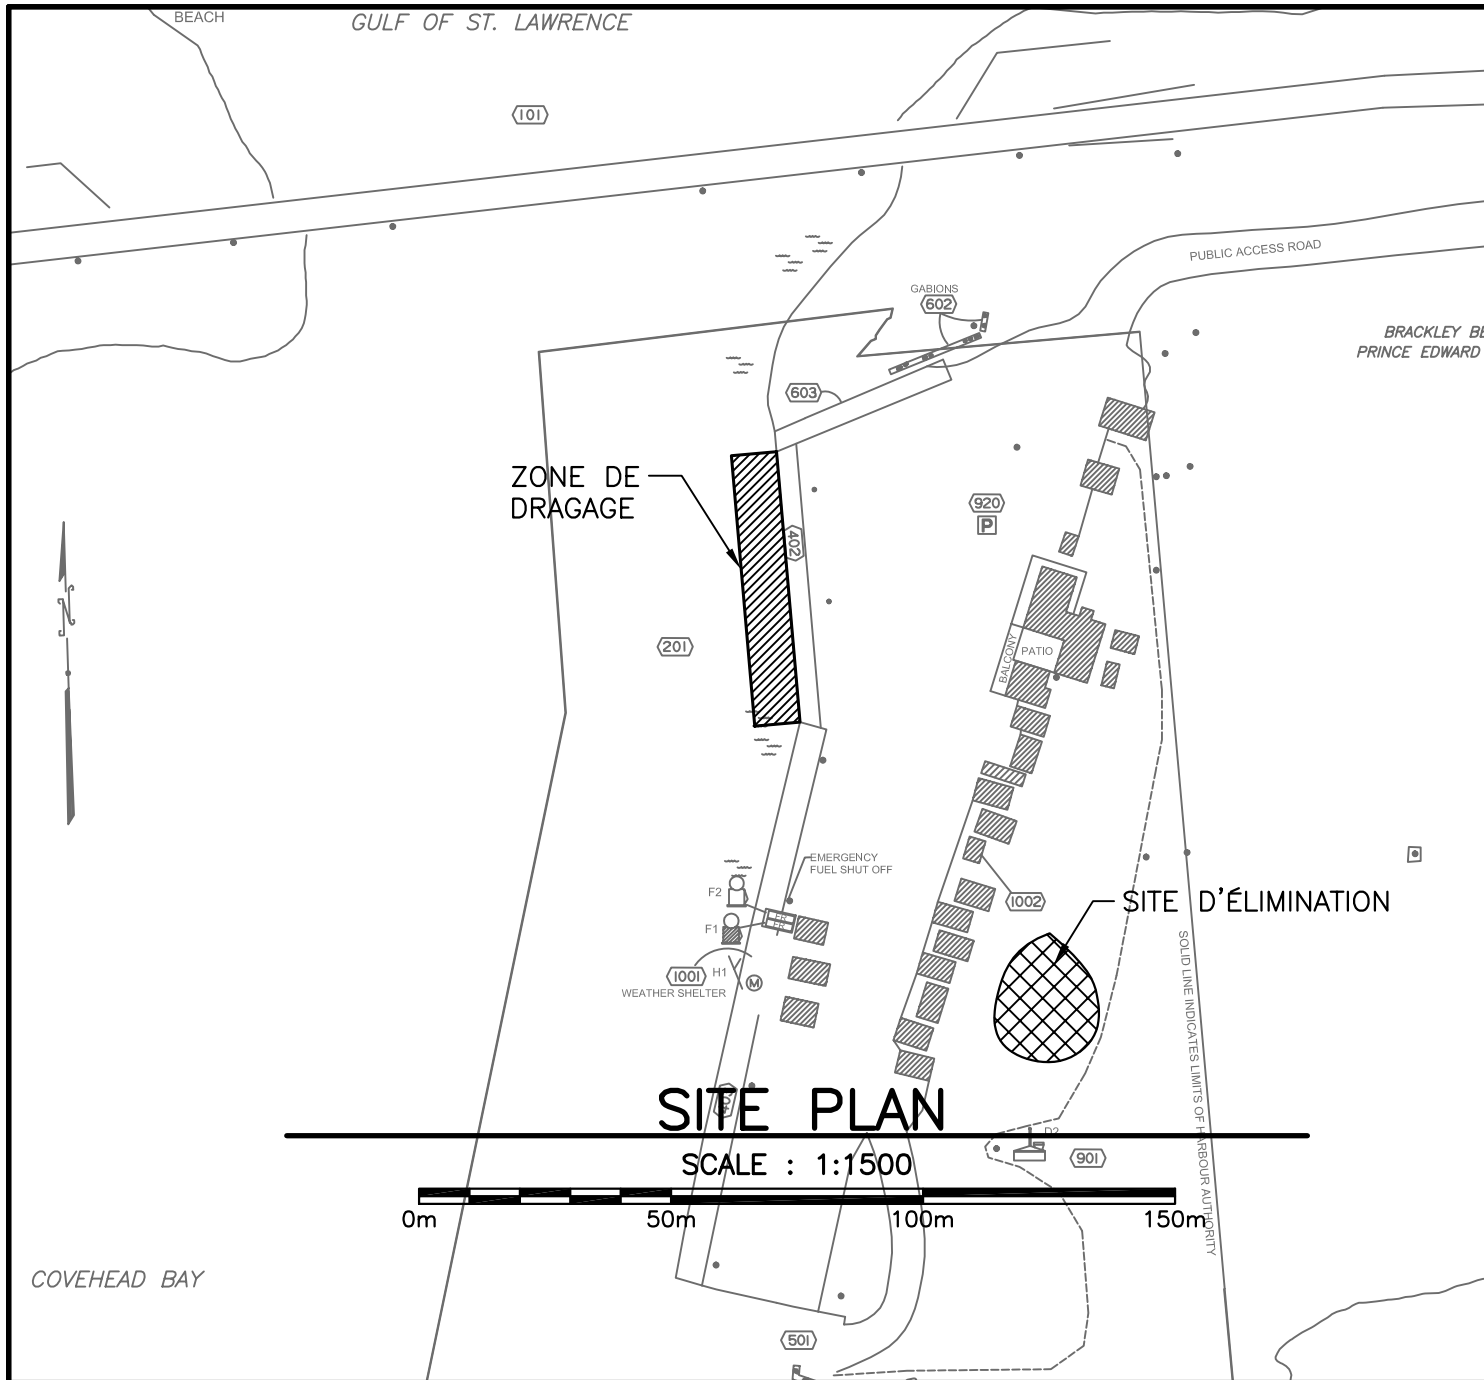 BEACH
GULF OF ST. LAWRENCE
101
PUBLIC ACCESS ROAD
GABIONS
602
BRACKLEY BE
PRINCE EDWARD
603
ZONE DE
DRAGAGE
920
P
402
N
201
BALCONY
PATIO
EMERGENCY
FUEL SHUT OFF
F2
F1
1002
SITE D'ÉLIMINATION
1001
H1
M
WEATHER SHELTER
SOLID LINE INDICATES LIMITS OF HARBOUR AUTHORITY
SITE PLAN
D2
901
SCALE : 1:1500
0m 50m 100m 150m
COVEHEAD BAY
501